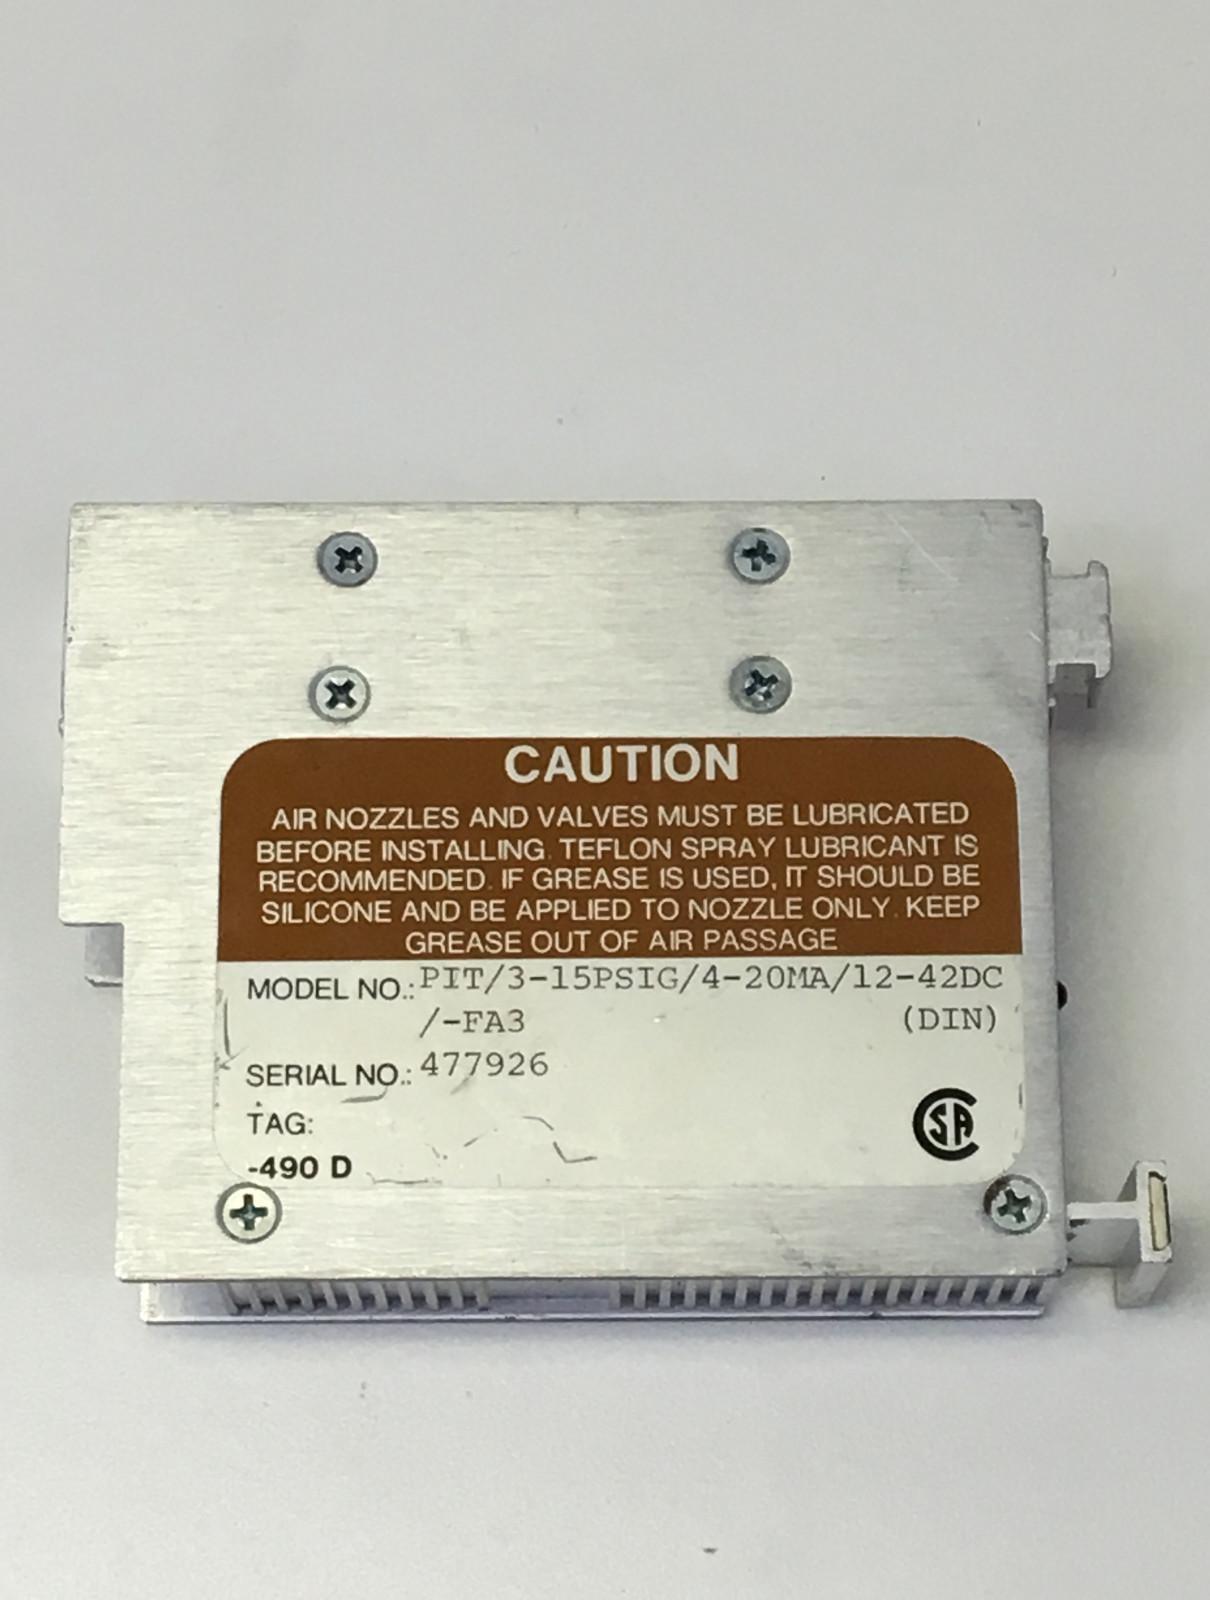 CAUTION
AIR NOZZLES AND VALVES MUST BE LUBRICATED
BEFORE INSTALLING. TEFLON SPRAY LUBRICANT IS
RECOMMENDED. IF GREASE IS USED, IT SHOULD BE
SILICONE AND BE APPLIED TO NOZZLE ONLY. KEEP
GREASE OUT OF AIR PASSAGE
MODEL NO.: PIT/3-15PSIG/4-20MA/12-42DC
/-FA3 (DIN)
SERIAL NO.: 477926
TAG:
-490 D
CSA